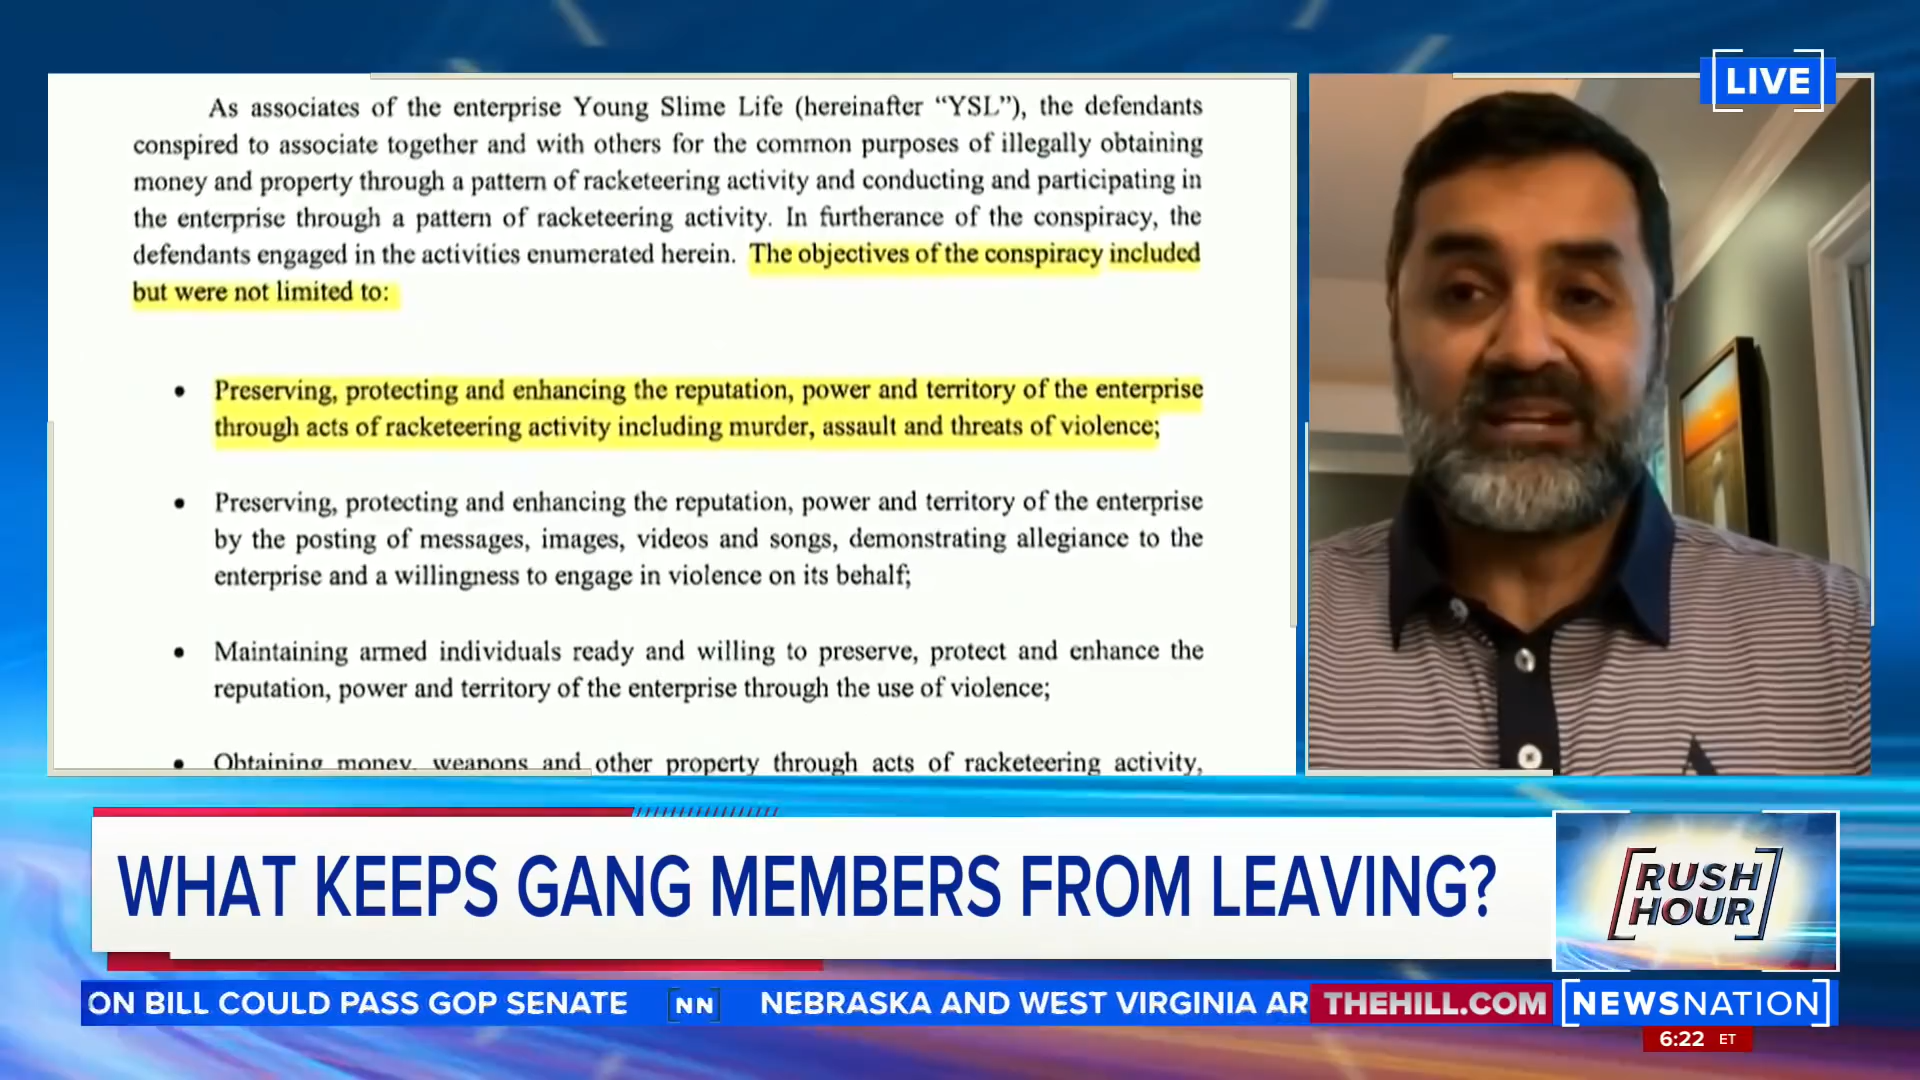 LIVE
As associates of the enterprise Young Slime Life (hereinafter “YSL”), the defendants
conspired to associate together and with others for the common purposes of illegally obtaining
money and property through a pattern of racketeering activity and conducting and participating in
the enterprise through a pattern of racketeering activity. In furtherance of the conspiracy, the
defendants engaged in the activities enumerated herein. The objectives of the conspiracy included
but were not limited to:
• Preserving, protecting and enhancing the reputation, power and territory of the enterprise
through acts of racketeering activity including murder, assault and threats of violence;
• Preserving, protecting and enhancing the reputation, power and territory of the enterprise
by the posting of messages, images, videos and songs, demonstrating allegiance to the
enterprise and a willingness to engage in violence on its behalf;
• Maintaining armed individuals ready and willing to preserve, protect and enhance the
reputation, power and territory of the enterprise through the use of violence;
• Obtaining money, weapons and other property through acts of racketeering activity,
WHAT KEEPS GANG MEMBERS FROM LEAVING?
RUSH
HOUR
ON BILL COULD PASS GOP SENATE [NN] NEBRASKA AND WEST VIRGINIA AR
THEHILL.COM
NEWSNATION
6:22 ET